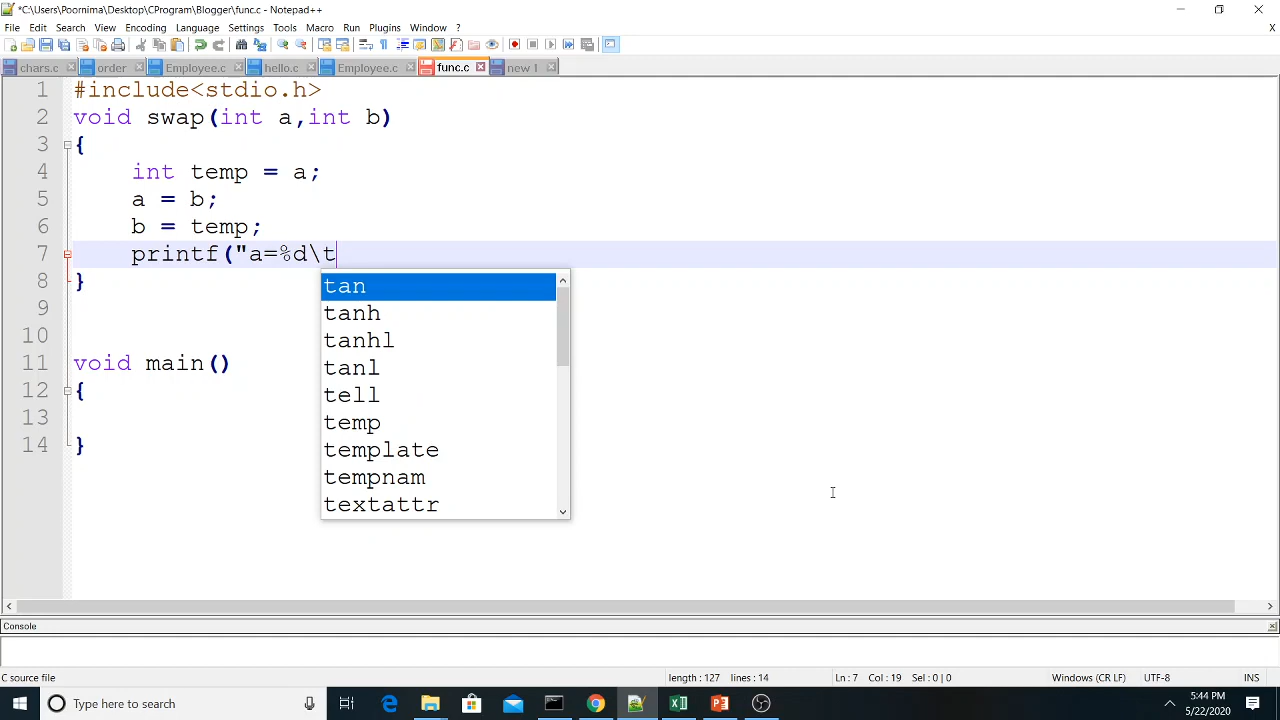 *C:\Users\Poornima\Desktop\CProgram\Blogger\func.c - Notepad++
File Edit Search View Encoding Language Settings Tools Macro Run Plugins Window ? X
chars.c order Employee.c hello.c Employee.c func.c new 1
1 #include<stdio.h>
2 void swap(int a,int b)
3 {
4 int temp = a;
5 a = b;
6 b = temp;
7 printf("a=%d\t
8 }
9
10
11 void main()
12 {
13
14 }
tan
tanh
tanhl
tanl
tell
temp
template
tempnam
textattr
Console
C source file length : 127 lines : 14 Ln : 7 Col : 19 Sel : 0 | 0 Windows (CR LF) UTF-8 INS
Type here to search
5:44 PM
5/22/2020